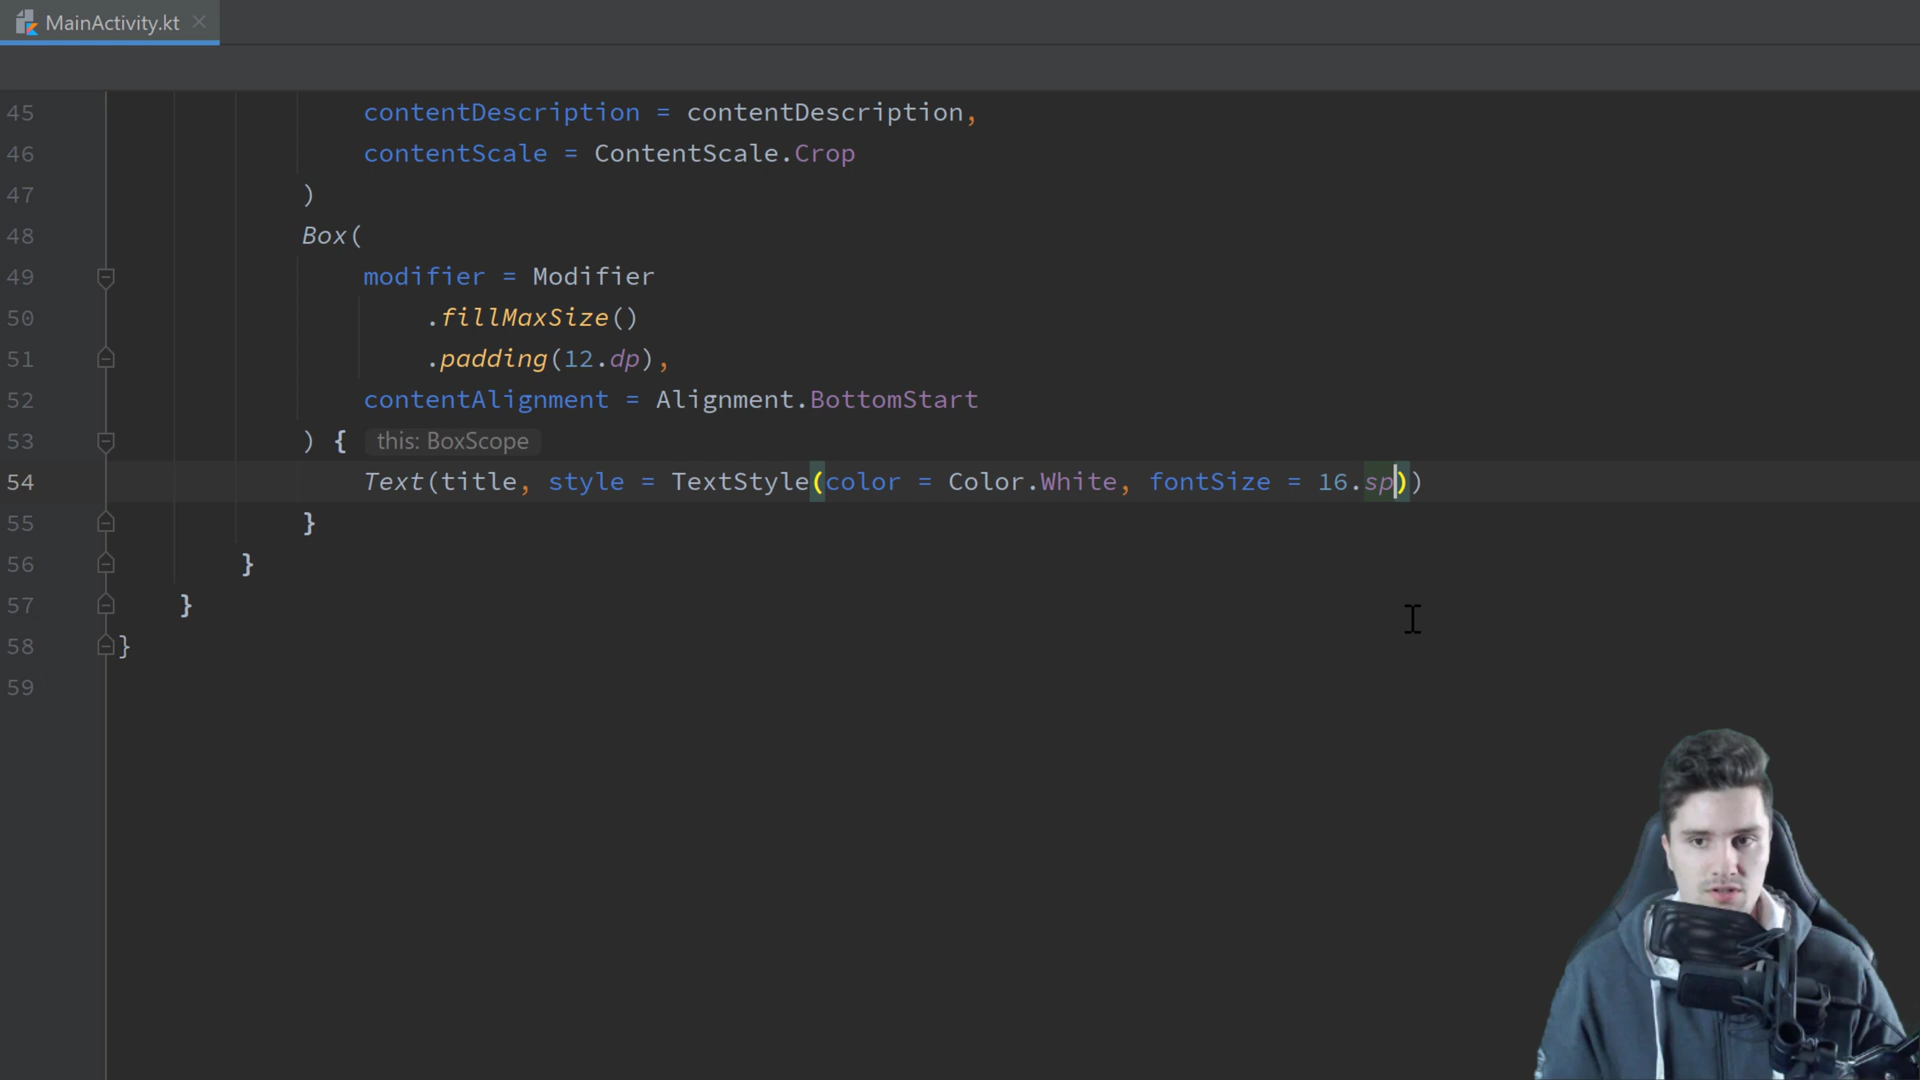 MainActivity.kt
45 contentDescription = contentDescription,
46 contentScale = ContentScale.Crop
47 )
48 Box(
49 modifier = Modifier
50 .fillMaxSize()
51 .padding(12.dp),
52 contentAlignment = Alignment.BottomStart
53 ) { this: BoxScope
54 Text(title, style = TextStyle(color = Color.White, fontSize = 16.sp))
55 }
56 }
57 }
58 }
59